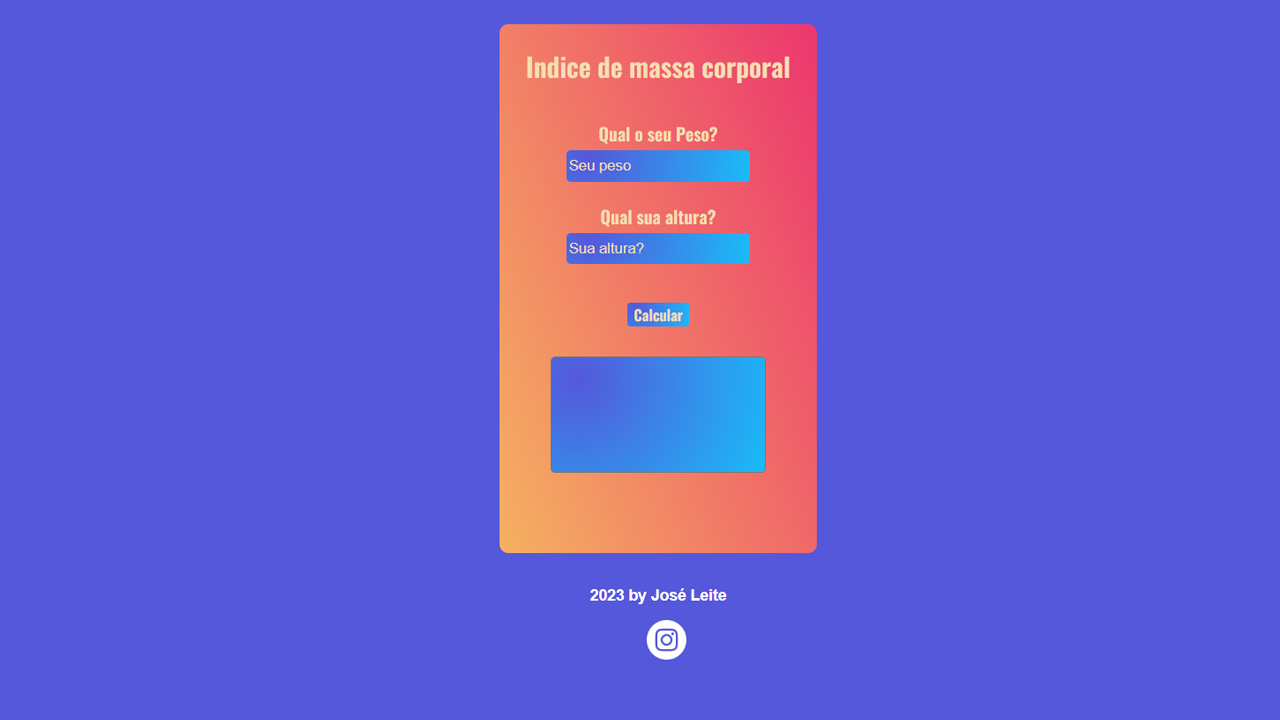 Indice de massa corporal
Qual o seu Peso?
Seu peso
Qual sua altura?
Sua altura?
Calcular
2023 by José Leite